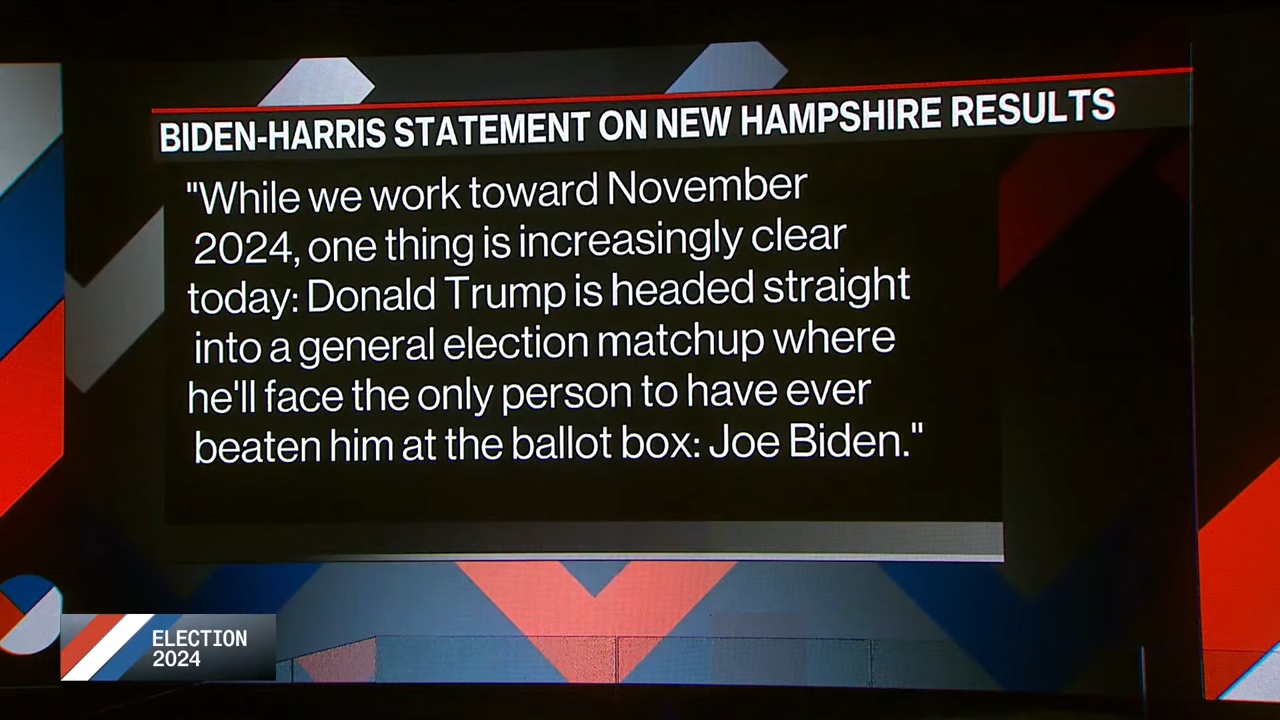 BIDEN-HARRIS STATEMENT ON NEW HAMPSHIRE RESULTS
"While we work toward November
2024, one thing is increasingly clear
today: Donald Trump is headed straight
into a general election matchup where
he'll face the only person to have ever
beaten him at the ballot box: Joe Biden."
ELECTION
2024